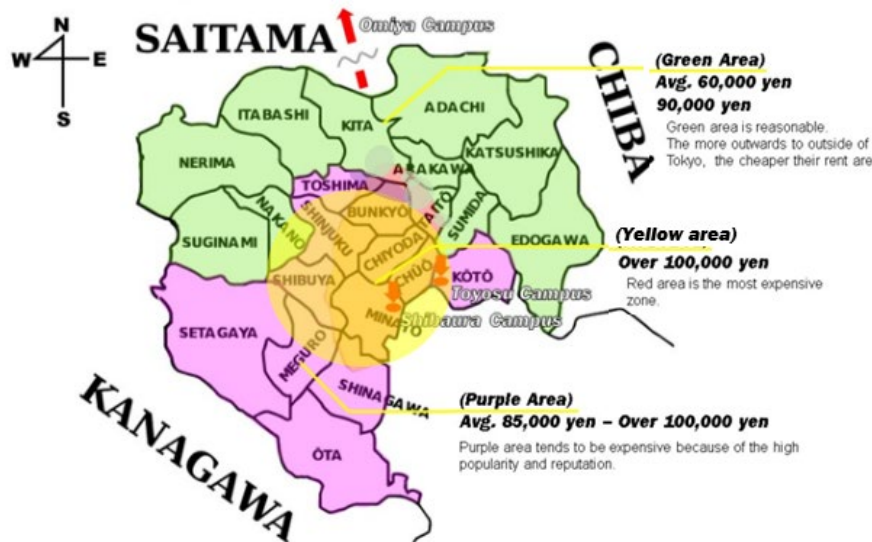 Omiya Campus
N
W E
S
SAITAMA
CHIBA
KANAGAWA
(Green Area)
Avg. 60,000 yen
90,000 yen
Green area is reasonable.
The more outwards to outside of
Tokyo, the cheaper their rent are
ADACHI
ITABASHI
KITA
KATSUSHIKA
NERIMA
ARAKAWA
TOSHIMA
BUNKYŌ
TAITŌ
SUMIDA
NAKANO
SHINJUKU
SUGINAMI
CHIYODA
EDOGAWA
(Yellow area)
Over 100,000 yen
Red area is the most expensive
zone.
SHIBUYA
CHŪŌ
KŌTŌ
Toyosu Campus
MINATO
Shibaura Campus
SETAGAYA
MEGURO
SHINAGAWA
ŌTA
(Purple Area)
Avg. 85,000 yen – Over 100,000 yen
Purple area tends to be expensive because of the high
popularity and reputation.